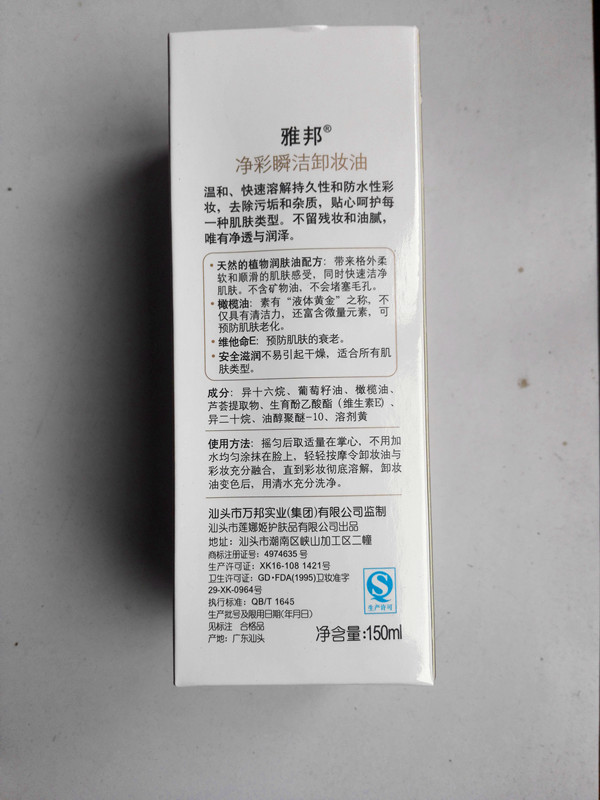 雅邦®
净彩瞬洁卸妆油
温和、快速溶解持久性和防水性彩
妆，去除污垢和杂质，贴心呵护每
一种肌肤类型。不留残妆和油腻，
唯有净透与润泽。
• 天然的植物润肤油配方：带来格外柔
软和顺滑的肌肤感受，同时快速洁净
肌肤。不含矿物油，不会堵塞毛孔。
• 橄榄油：素有“液体黄金”之称，不
仅具有清洁力，还富含微量元素，可
预防肌肤老化。
• 维他命E：预防肌肤的衰老。
• 安全滋润不易引起干燥，适合所有肌
肤类型。
成分：异十六烷、葡萄籽油、橄榄油、
芦荟提取物、生育酚乙酸酯（维生素E）、
异二十烷、油醇聚醚-10、溶剂黄
使用方法：摇匀后取适量在掌心，不用加
水均匀涂抹在脸上，轻轻按摩令卸妆油与
彩妆充分融合，直到彩妆彻底溶解，卸妆
油变色后，用清水充分洗净。
汕头市万邦实业(集团)有限公司监制
汕头市莲娜姬护肤品有限公司出品
地址：汕头市潮南区峡山加工区二幢
商标注册证号：4974635 号
生产许可证：XK16-108 1421号
卫生许可证：GD·FDA(1995)卫妆准字
29-XK-0964号
执行标准：QB/T 1645
生产批号及限用日期(年月日)
见标注 合格品
产地：广东汕头
生产许可
净含量:150ml